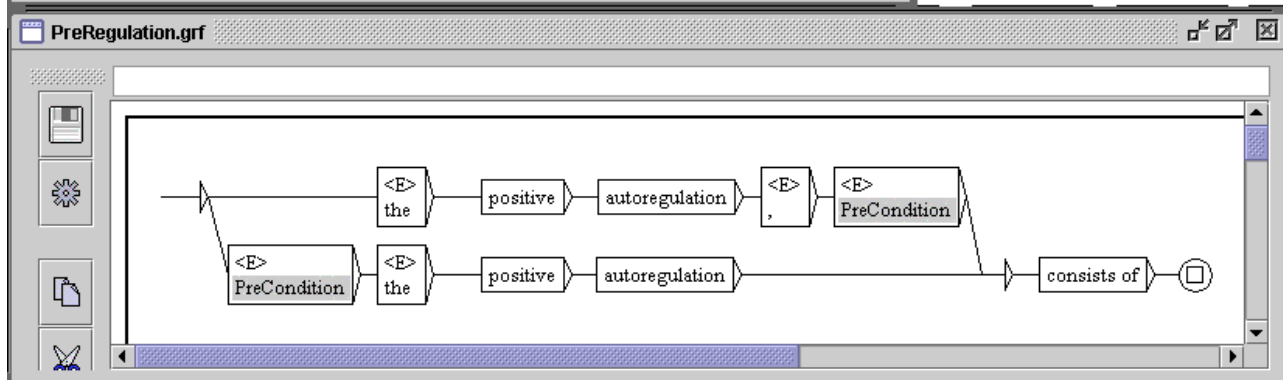 PreRegulation.grf
<E>
the
positive
autoregulation
<E>
,
<E>
PreCondition
<E>
PreCondition
<E>
the
positive
autoregulation
consists of